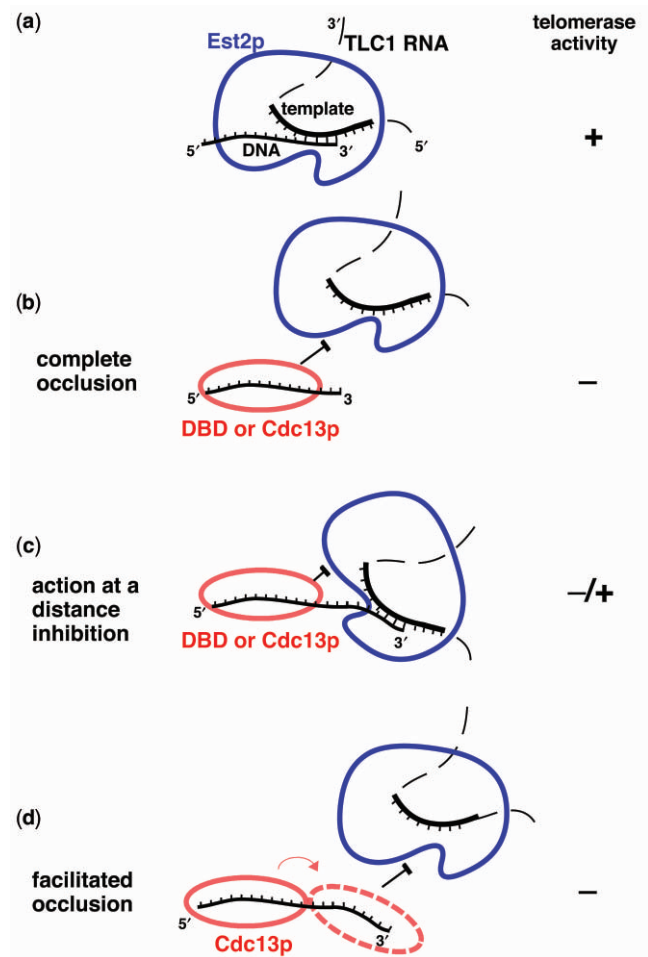 (a)
Est2p
3′
TLC1 RNA
telomerase
activity
template
5′
DNA
3′
5′
+
(b)
complete
occlusion
5′
3
DBD or Cdc13p
–
(c)
action at a
distance
inhibition
5′
3′
DBD or Cdc13p
–/+
(d)
facilitated
occlusion
5′
3′
Cdc13p
–